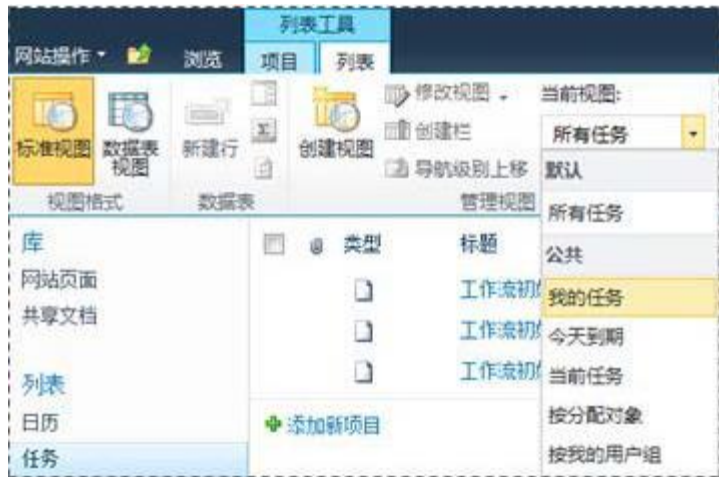 列表工具
网站操作
浏览
项目
列表
标准视图
数据表
视图
新建行
创建视图
修改视图
创建栏
导航级别上移
当前视图:
所有任务
视图格式
数据表
管理视图
默认
所有任务
公共
我的任务
今天到期
当前任务
按分配对象
按我的用户组
库
网站页面
共享文档
列表
日历
任务
类型
标题
工作流初
工作流初
工作流初
添加新项目